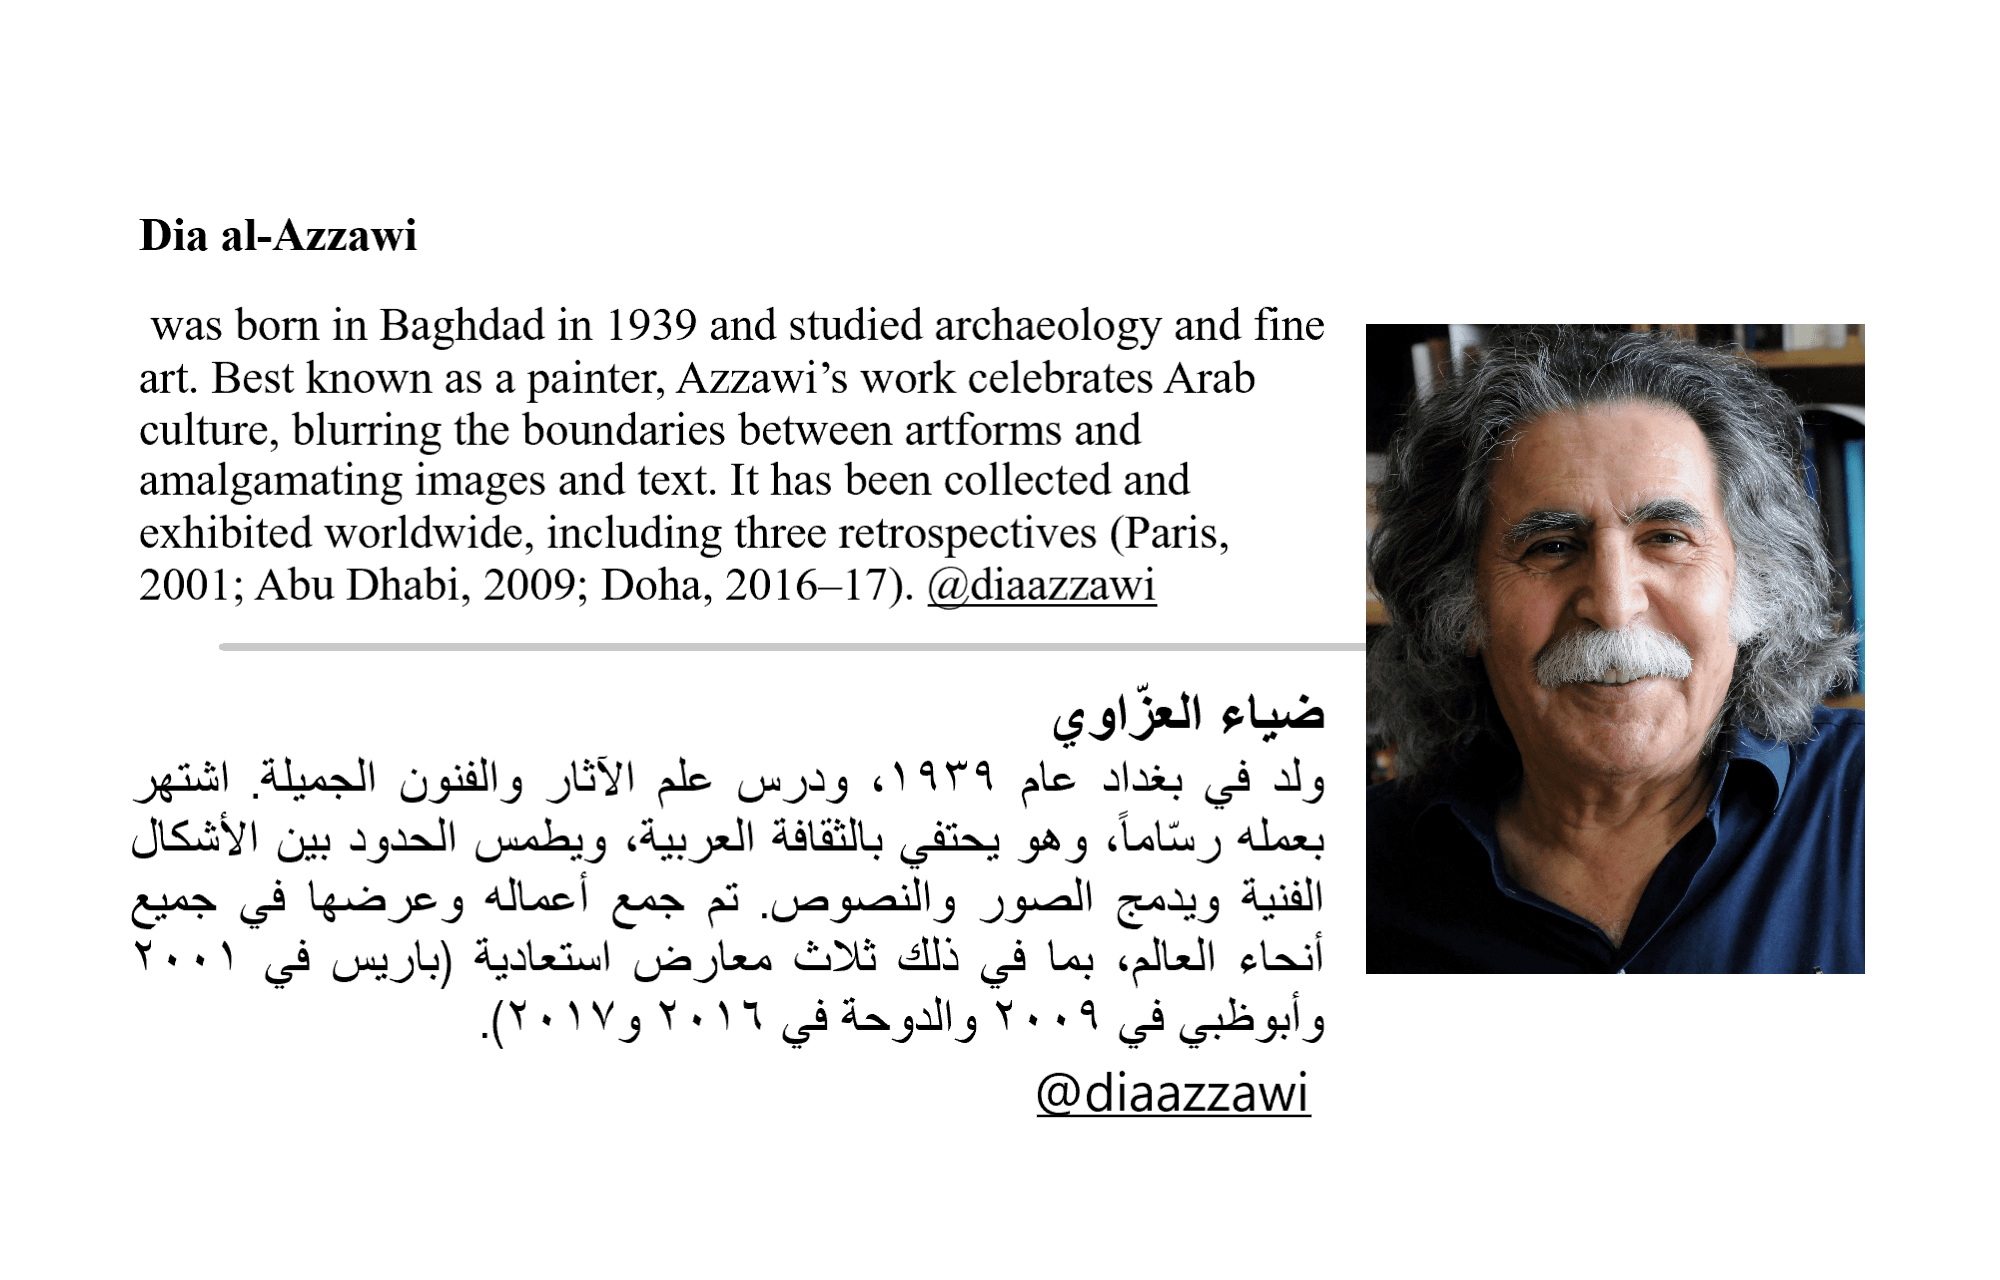 Dia al-Azzawi
was born in Baghdad in 1939 and studied archaeology and fine
art. Best known as a painter, Azzawi’s work celebrates Arab
culture, blurring the boundaries between artforms and
amalgamating images and text. It has been collected and
exhibited worldwide, including three retrospectives (Paris,
2001; Abu Dhabi, 2009; Doha, 2016–17). @diaazzawi
ضياء العزّاوي
ولد في بغداد عام ١٩٣٩، ودرس علم الآثار والفنون الجميلة. اشتهر
بعمله رسّاماً، وهو يحتفي بالثقافة العربية، ويطمس الحدود بين الأشكال
الفنية ويدمج الصور والنصوص. تم جمع أعماله وعرضها في جميع
أنحاء العالم، بما في ذلك ثلاث معارض استعادية (باريس في ٢٠٠١
وأبوظبي في ٢٠٠٩ والدوحة في ٢٠١٦ و٢٠١٧).
@diaazzawi